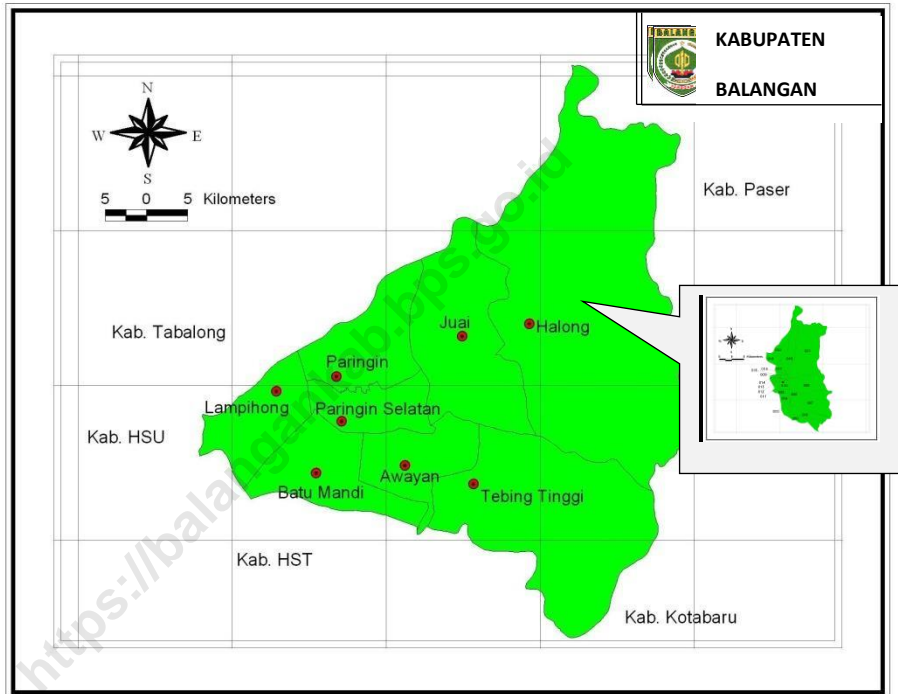 KABUPATEN
BALANGAN
N
W E
S
5 0 5 Kilometers
Kab. Paser
Kab. Tabalong
Juai
Halong
Paringin
Lampihong
Paringin Selatan
Kab. HSU
Batu Mandi
Awayan
Tebing Tinggi
Kab. HST
Kab. Kotabaru
https://balangankab.bps.go.id